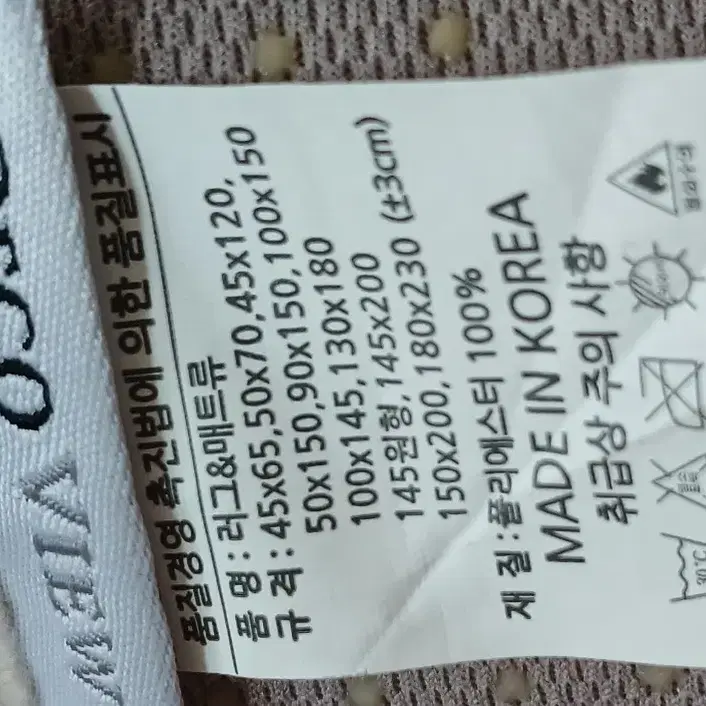 VIEW
품질경영 촉진법에 의한 품질표시
품 명 : 러그&매트류
규 격 : 45x65,50x70,45x120,
50x150,90x150,100x150
100x145,130x180
145원형,145x200
150x200,180x230 (±3cm)
재 질 : 폴리에스터 100%
MADE IN KOREA
취급상 주의 사항
30℃